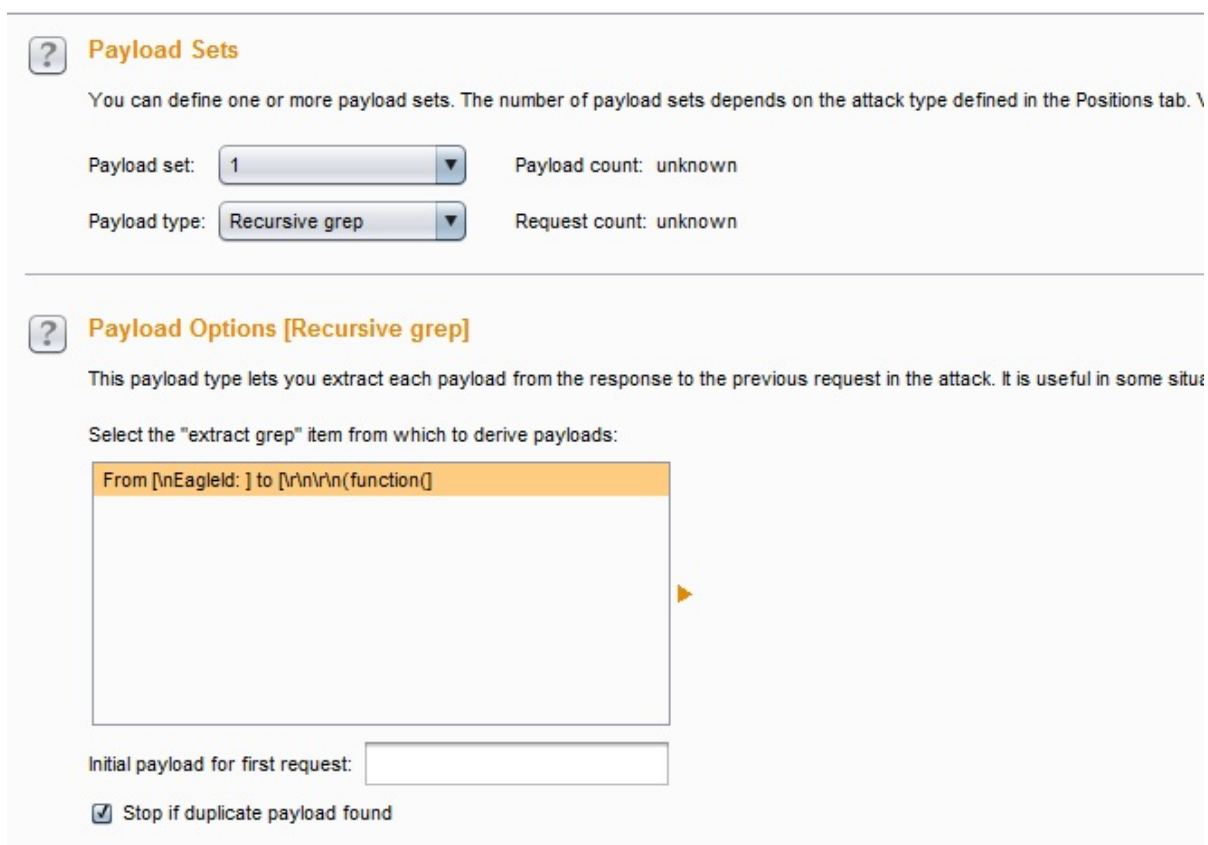 ?
Payload Sets
You can define one or more payload sets. The number of payload sets depends on the attack type defined in the Positions tab.
Payload set: 1 Payload count: unknown
Payload type: Recursive grep Request count: unknown
?
Payload Options [Recursive grep]
This payload type lets you extract each payload from the response to the previous request in the attack. It is useful in some
Select the "extract grep" item from which to derive payloads:
From [\nEagleId: ] to [\r\n\r\n(function(]
Initial payload for first request:
Stop if duplicate payload found